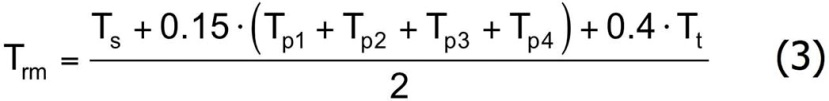 T_rm = (T_s + 0.15 · (T_p1 + T_p2 + T_p3 + T_p4) + 0.4 · T_t) / 2 (3)